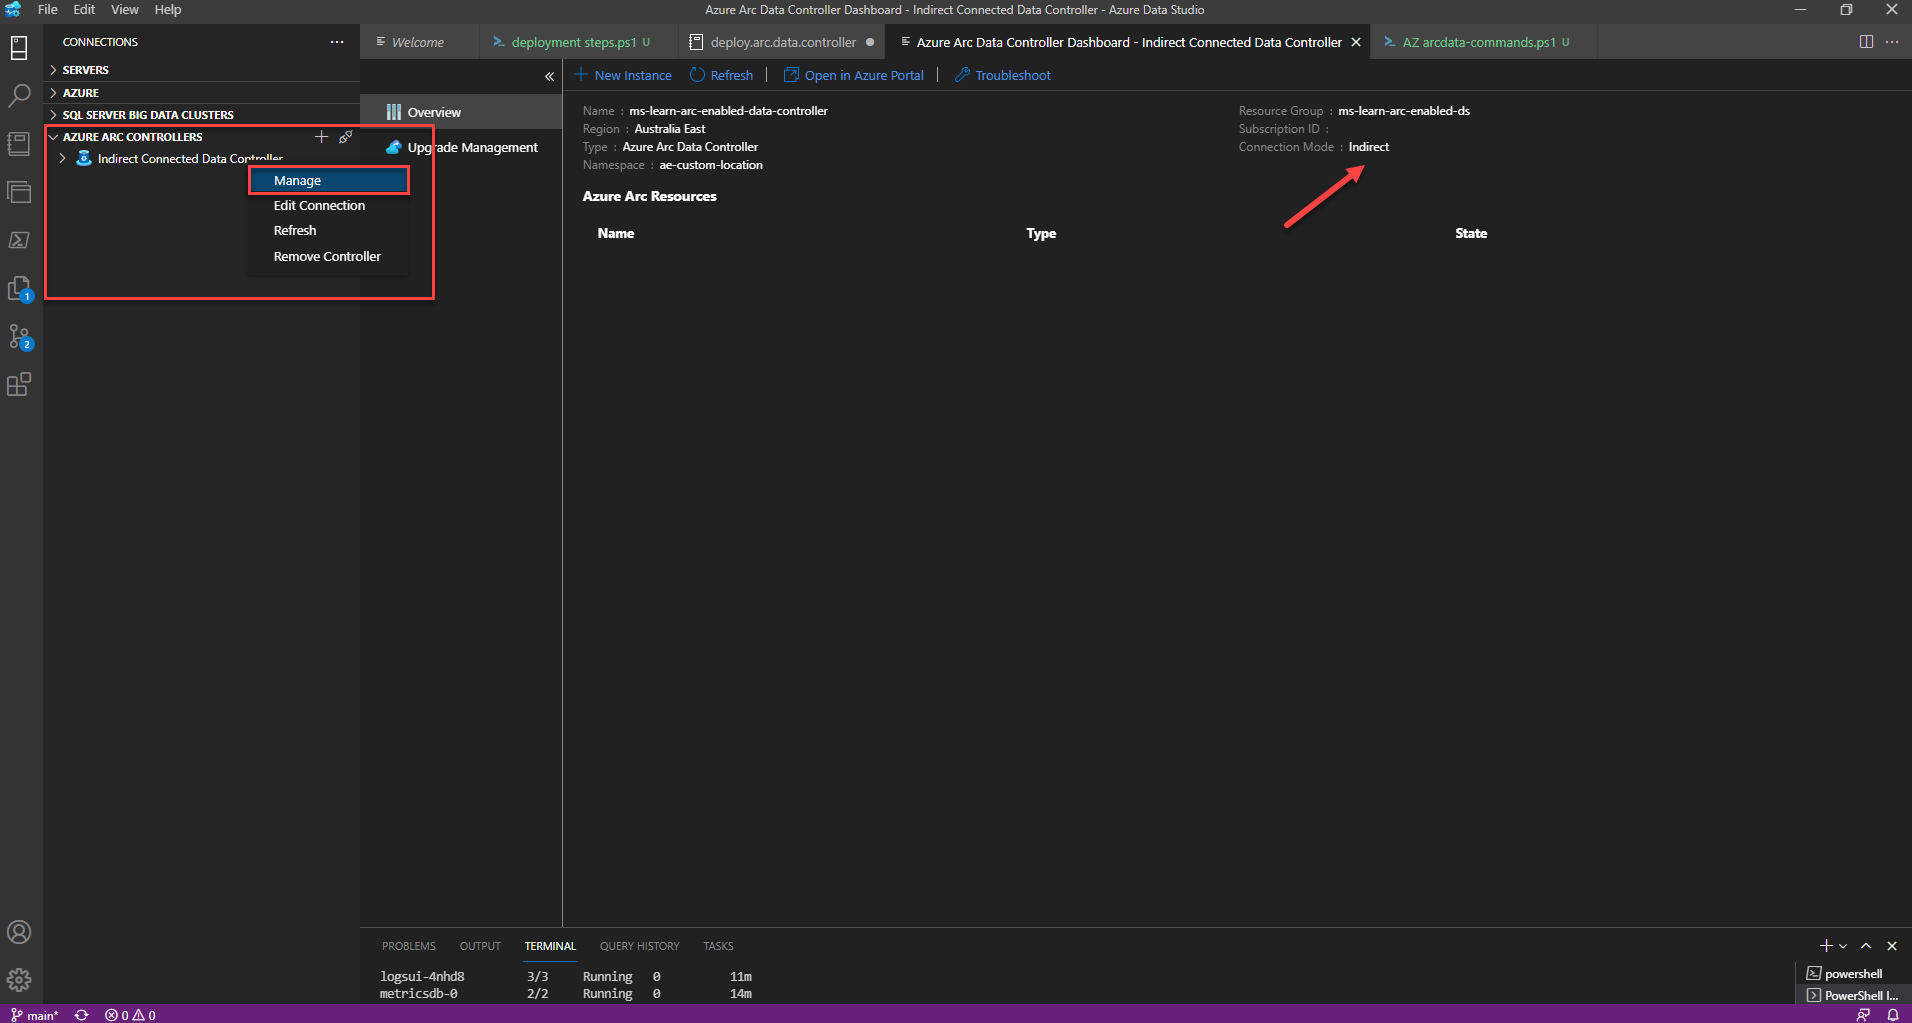 File Edit View Help
Azure Arc Data Controller Dashboard - Indirect Connected Data Controller - Azure Data Studio
CONNECTIONS
SERVERS
AZURE
SQL SERVER BIG DATA CLUSTERS
AZURE ARC CONTROLLERS
Indirect Connected Data Controller
Manage
Edit Connection
Refresh
Remove Controller
Welcome
deployment steps.ps1 U
deploy.arc.data.controller
Azure Arc Data Controller Dashboard - Indirect Connected Data Controller
AZ arcdata-commands.ps1 U
Overview
Upgrade Management
New Instance
Refresh
Open in Azure Portal
Troubleshoot
Name : ms-learn-arc-enabled-data-controller
Region : Australia East
Type : Azure Arc Data Controller
Namespace : ae-custom-location
Resource Group : ms-learn-arc-enabled-ds
Subscription ID :
Connection Mode : Indirect
Azure Arc Resources
Name Type State
1
2
PROBLEMS OUTPUT TERMINAL QUERY HISTORY TASKS
logsui-4nhd8 3/3 Running 0 11m
metricsdb-0 2/2 Running 0 14m
powershell
PowerShell I...
main* 0 0